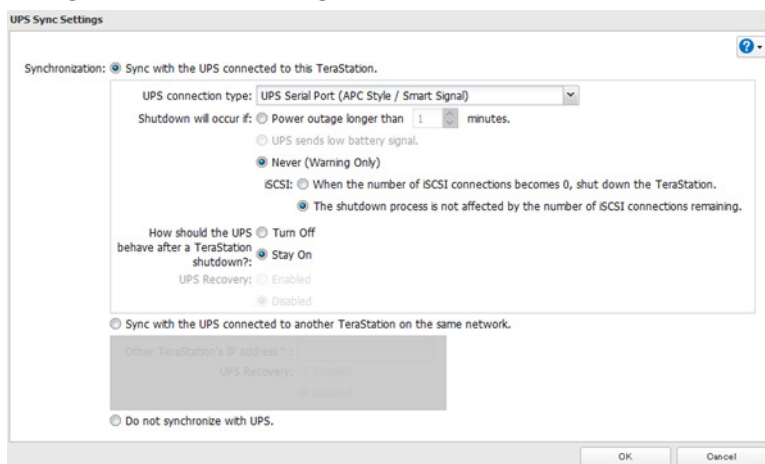 UPS Sync Settings
?
Synchronization: Sync with the UPS connected to this TeraStation.
UPS connection type: UPS Serial Port (APC Style / Smart Signal)
Shutdown will occur if: Power outage longer than 1 minutes.
UPS sends low battery signal.
Never (Warning Only)
iSCSI: When the number of iSCSI connections becomes 0, shut down the TeraStation.
The shutdown process is not affected by the number of iSCSI connections remaining.
How should the UPS Turn Off
behave after a TeraStation Stay On
shutdown?:
UPS Recovery: Enabled
Disabled
Sync with the UPS connected to another TeraStation on the same network.
Other TeraStation's IP address * :
UPS Recovery: Enabled
Disabled
Do not synchronize with UPS.
OK Cancel